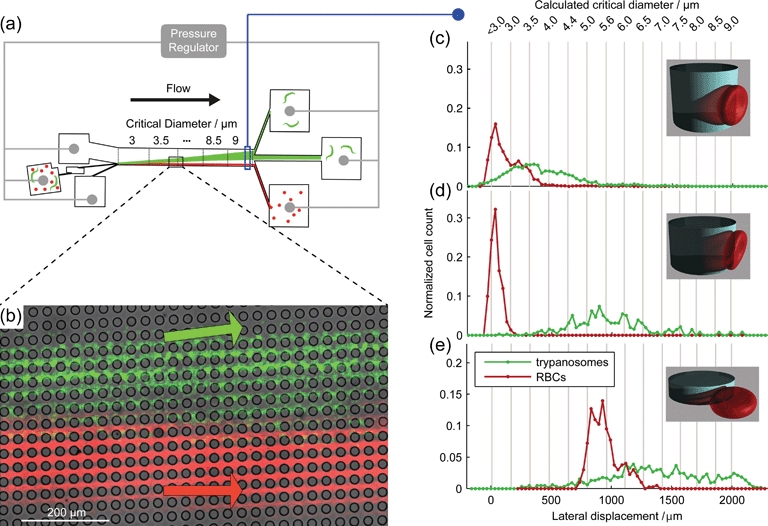 (a)
Pressure
Regulator
Flow
Critical Diameter / µm
3 3.5 ... 8.5 9
(b)
200 µm
Calculated critical diameter / µm
<3.0 3.0 3.5 4.0 4.4 5.0 5.6 6.0 6.5 7.0 7.5 8.0 8.5 9.0
(c)
0.3
0.2
0.1
0
(d)
Normalized cell count
0.3
0.2
0.1
0
(e)
trypanosomes
RBCs
0.2
0.15
0.1
0.05
0
0 500 1000 1500 2000
Lateral displacement /µm